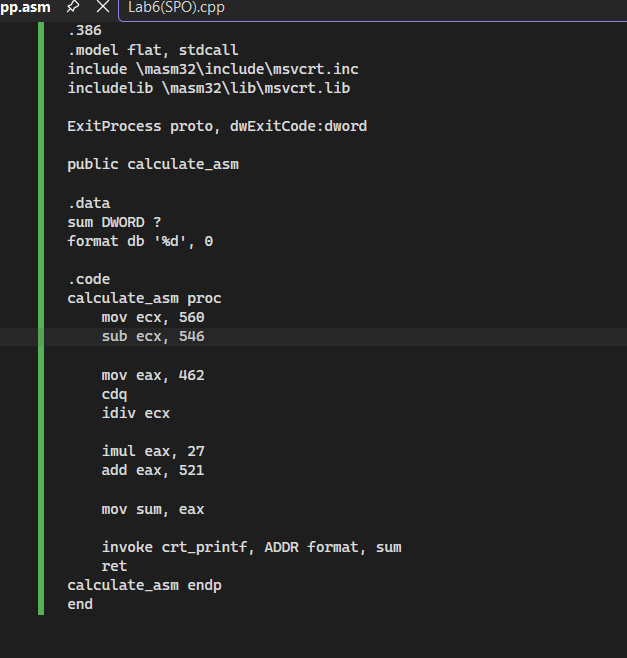 pp.asm Lab6(SPO).cpp
.386
.model flat, stdcall
include \masm32\include\msvcrt.inc
includelib \masm32\lib\msvcrt.lib
ExitProcess proto, dwExitCode:dword
public calculate_asm
.data
sum DWORD ?
format db '%d', 0
.code
calculate_asm proc
mov ecx, 560
sub ecx, 546
mov eax, 462
cdq
idiv ecx
imul eax, 27
add eax, 521
mov sum, eax
invoke crt_printf, ADDR format, sum
ret
calculate_asm endp
end